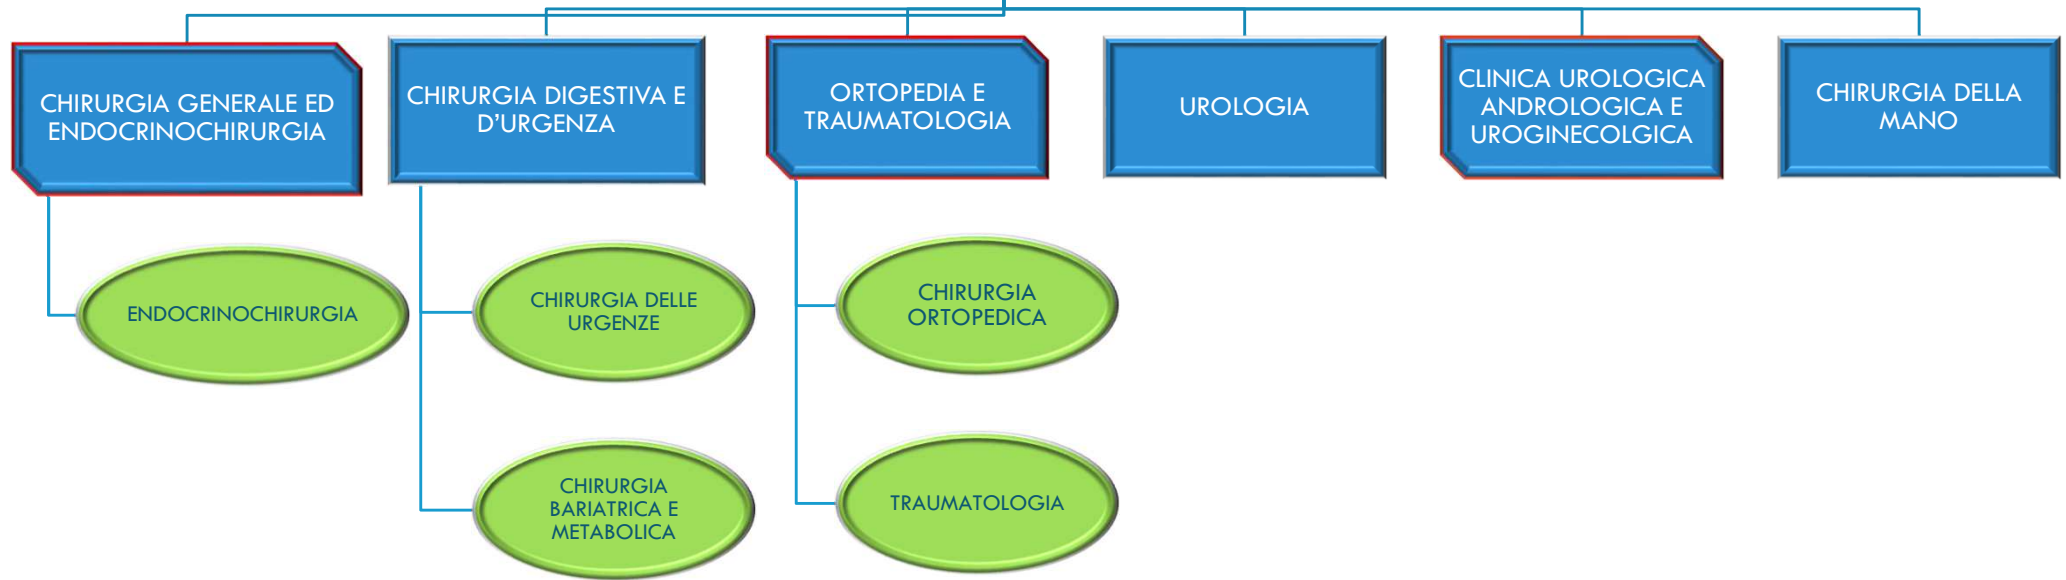 CHIRURGIA GENERALE ED
ENDOCRINOCHIRURGIA
CHIRURGIA DIGESTIVA E
D’URGENZA
ORTOPEDIA E
TRAUMATOLOGIA
UROLOGIA
CLINICA UROLOGICA
ANDROLOGICA E
UROGINECOLGICA
CHIRURGIA DELLA
MANO
ENDOCRINOCHIRURGIA
CHIRURGIA DELLE
URGENZE
CHIRURGIA
ORTOPEDICA
CHIRURGIA
BARIATRICA E
METABOLICA
TRAUMATOLOGIA